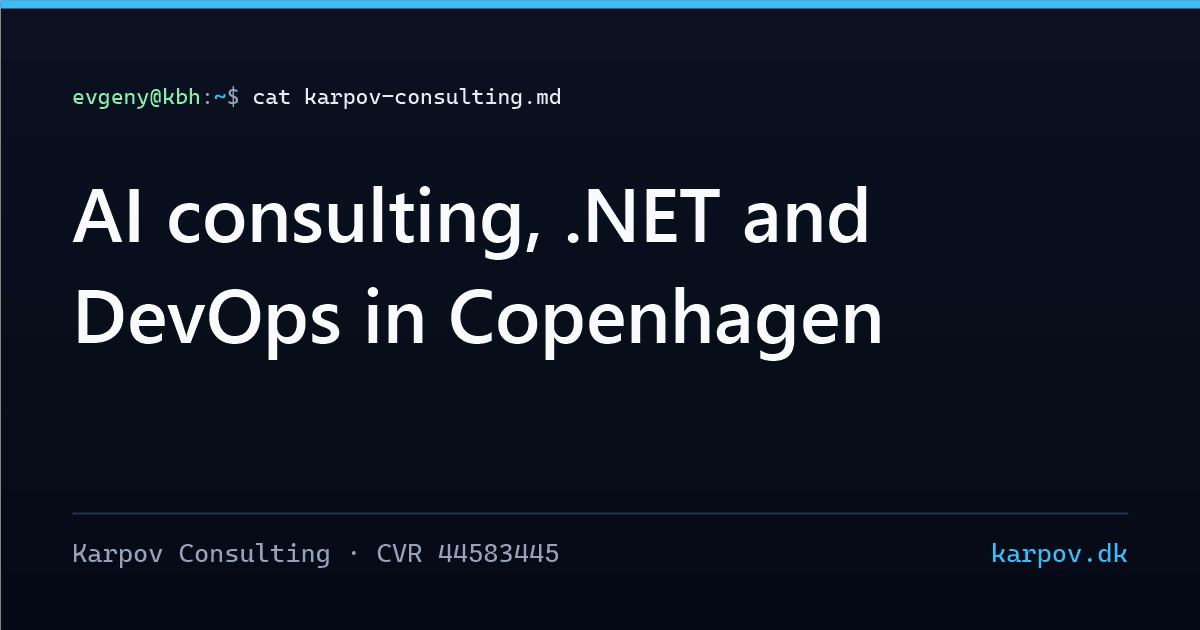 evgeny@kbh:~$ cat karpov-consulting.md
AI consulting, .NET and
DevOps in Copenhagen
Karpov Consulting · CVR 44583445
karpov.dk